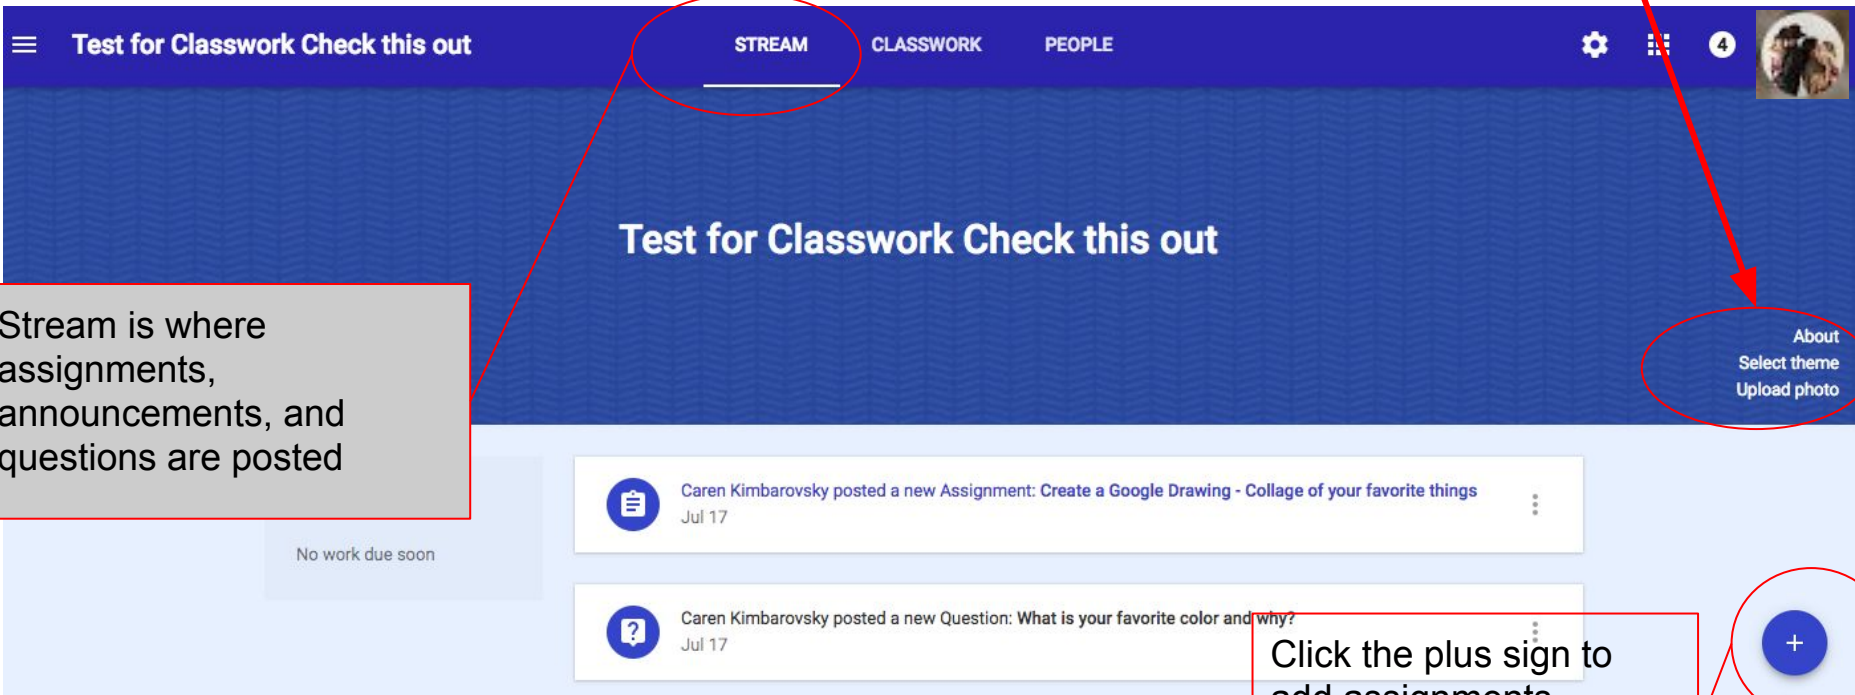 Test for Classwork Check this out
STREAM CLASSWORK PEOPLE
4
Test for Classwork Check this out
About
Select theme
Upload photo
Stream is where
assignments,
announcements, and
questions are posted
No work due soon
Caren Kimbarovsky posted a new Assignment: Create a Google Drawing - Collage of your favorite things
Jul 17
Caren Kimbarovsky posted a new Question: What is your favorite color and why?
Jul 17
Click the plus sign to
add assignments